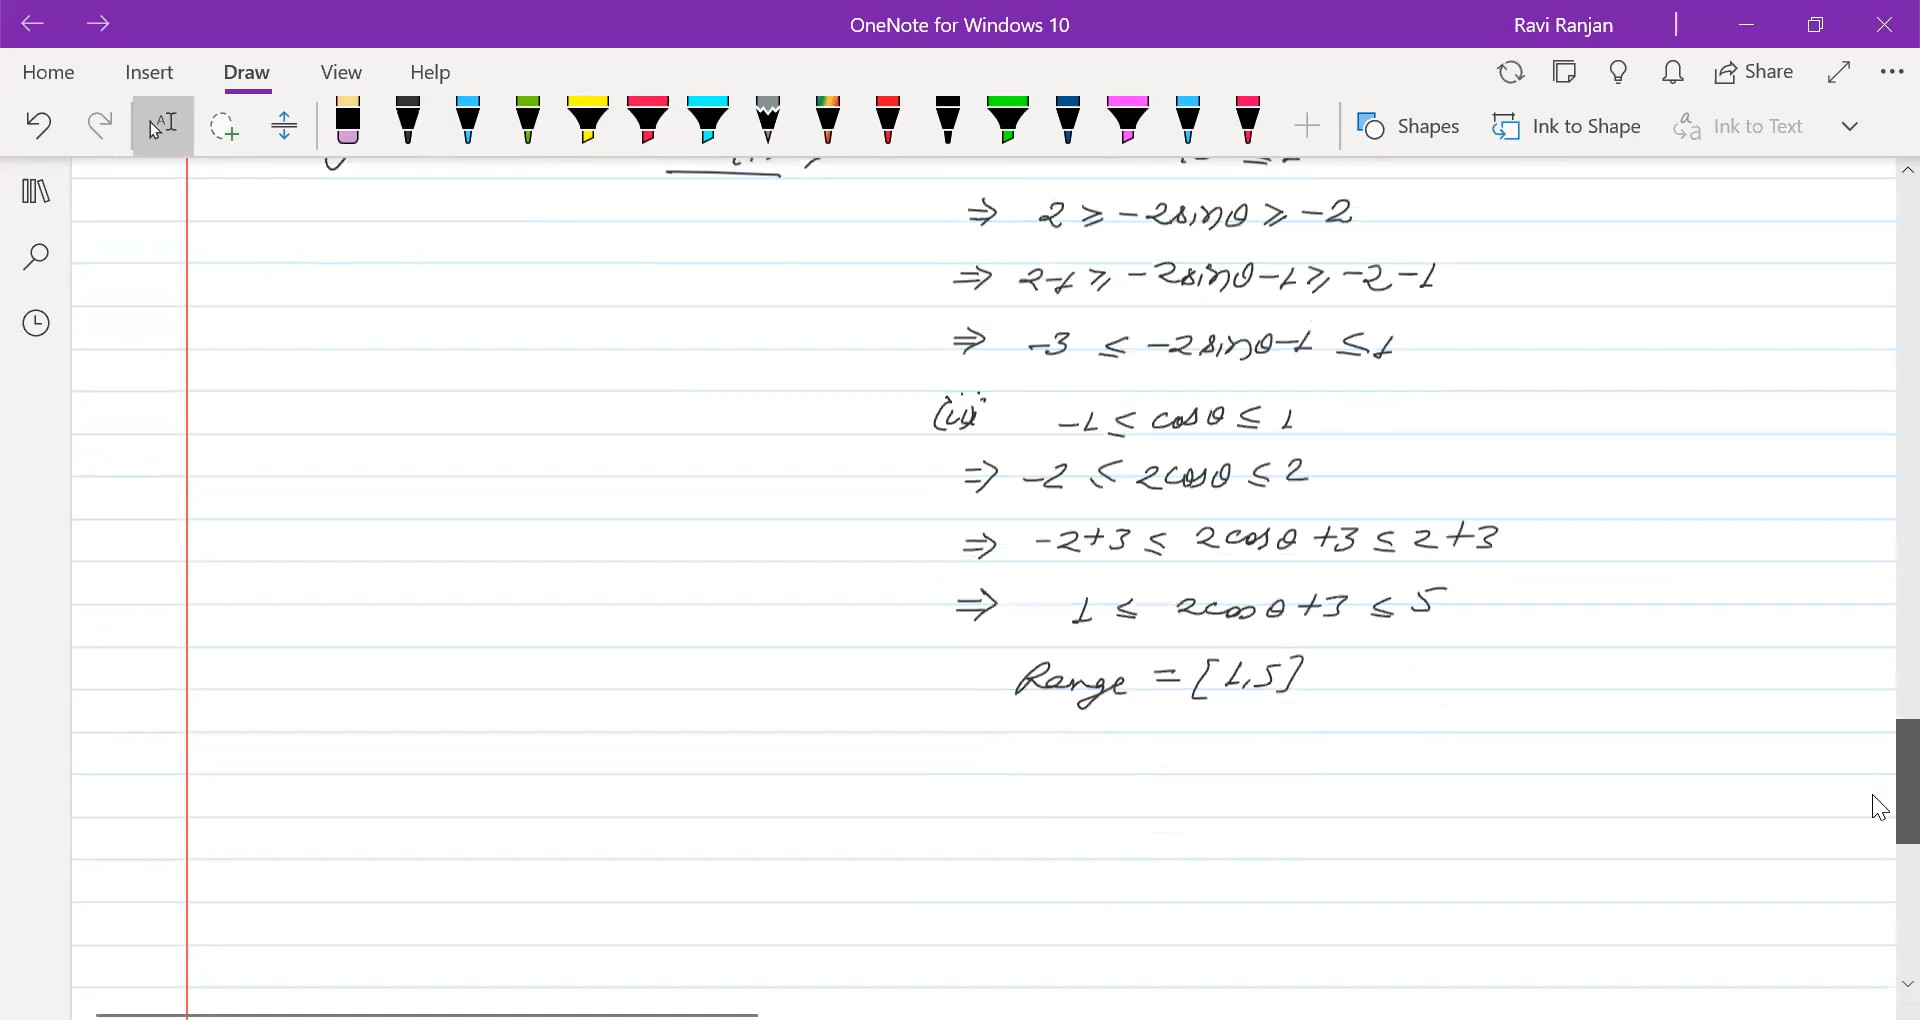 OneNote for Windows 10
Ravi Ranjan
Home Insert Draw View Help
Share
Shapes Ink to Shape Ink to Text
⇒ 2 ≥ -2sinθ ≥ -2
⇒ 2-1 ≥ -2sinθ-1 ≥ -2-1
⇒ -3 ≤ -2sinθ-1 ≤ 1
-1 ≤ cosθ ≤ 1
⇒ -2 ≤ 2cosθ ≤ 2
⇒ -2+3 ≤ 2cosθ+3 ≤ 2+3
⇒ 1 ≤ 2cosθ+3 ≤ 5
Range = [1,5]